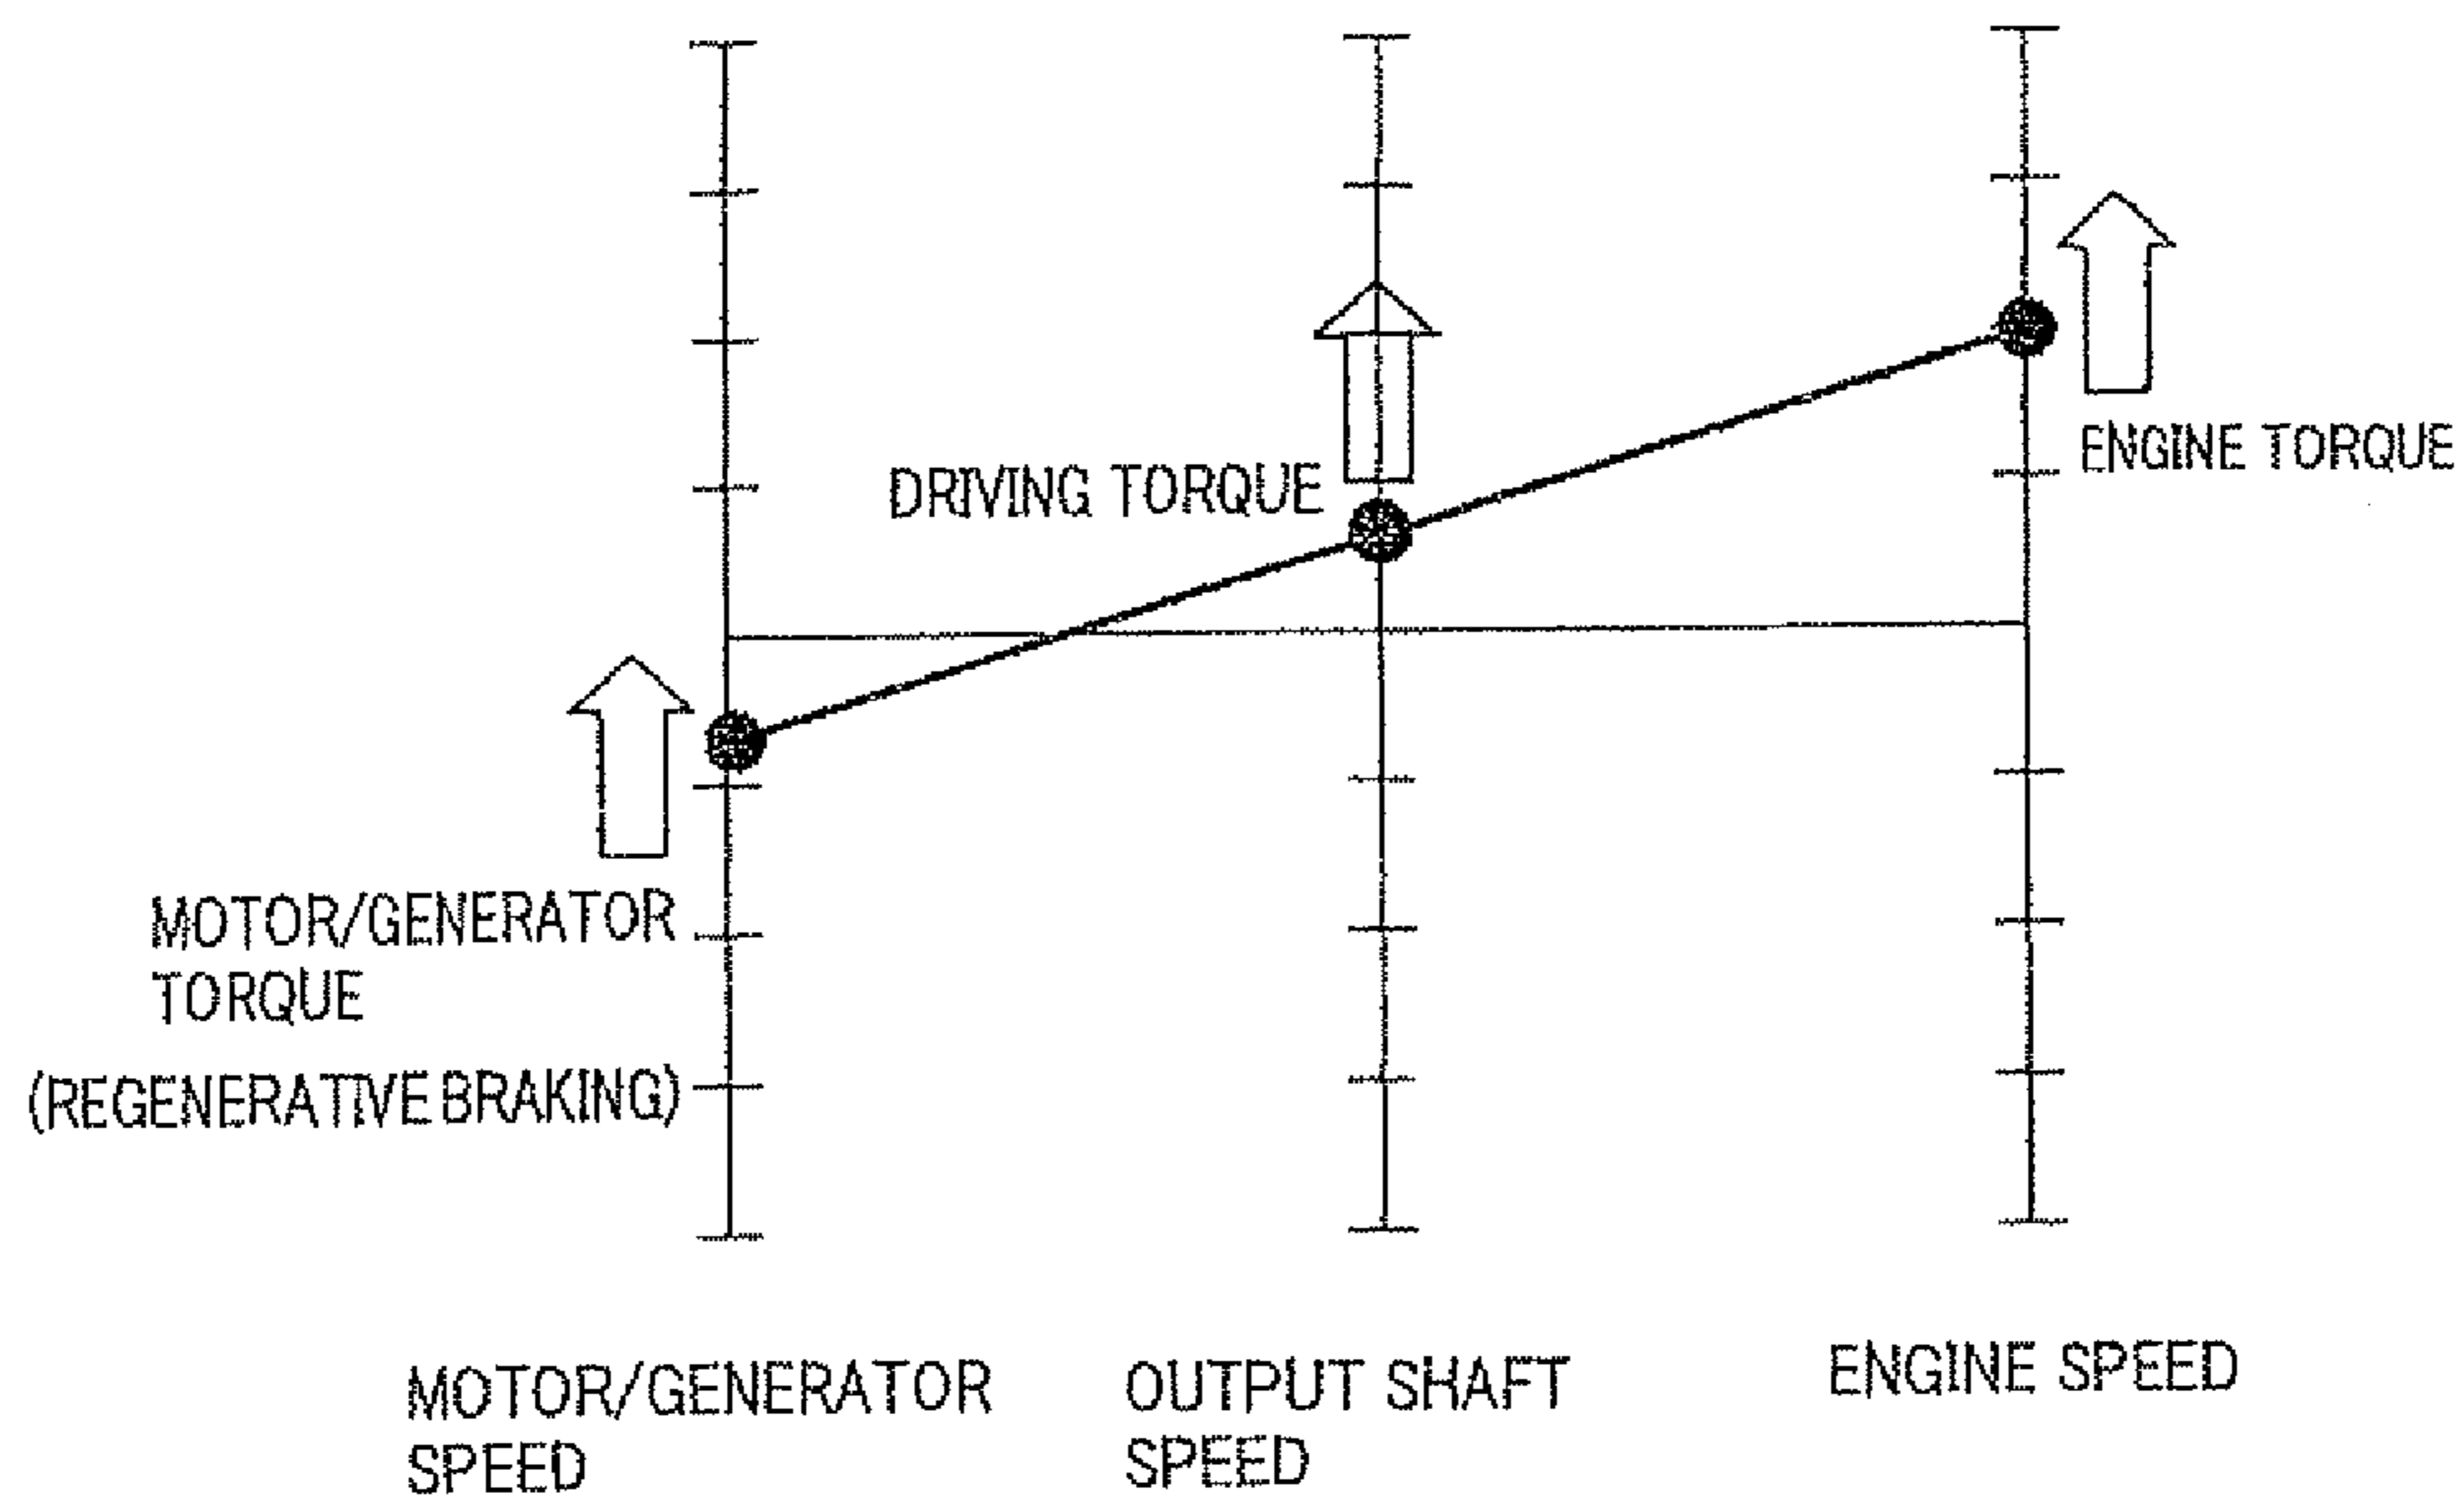 ENGINE TORQUE
DRIVING TORQUE
MOTOR/GENERATOR
TORQUE
(REGENERATIVE BRAKING)
MOTOR/GENERATOR
SPEED
OUTPUT SHAFT
SPEED
ENGINE SPEED